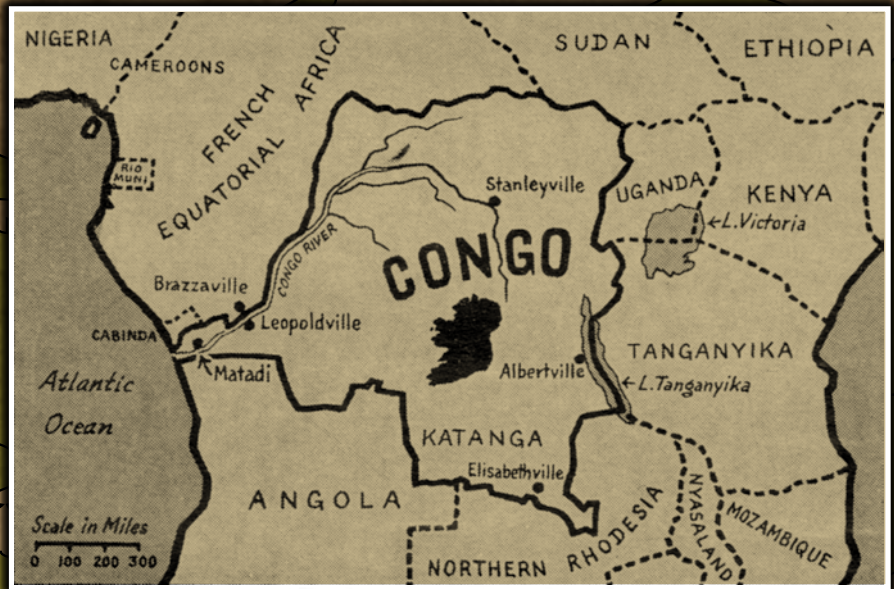 NIGERIA
CAMEROONS
FRENCH
EQUATORIAL AFRICA
SUDAN
ETHIOPIA
RIO
MUNI
Stanleyville
UGANDA
KENYA
←L.Victoria
CONGO RIVER
CONGO
Brazzaville
CABINDA
Leopoldville
Matadi
Albertville
TANGANYIKA
←L.Tanganyika
Atlantic
Ocean
KATANGA
Elisabethville
ANGOLA
NORTHERN RHODESIA
NYASALAND
MOZAMBIQUE
Scale in Miles
0 100 200 300